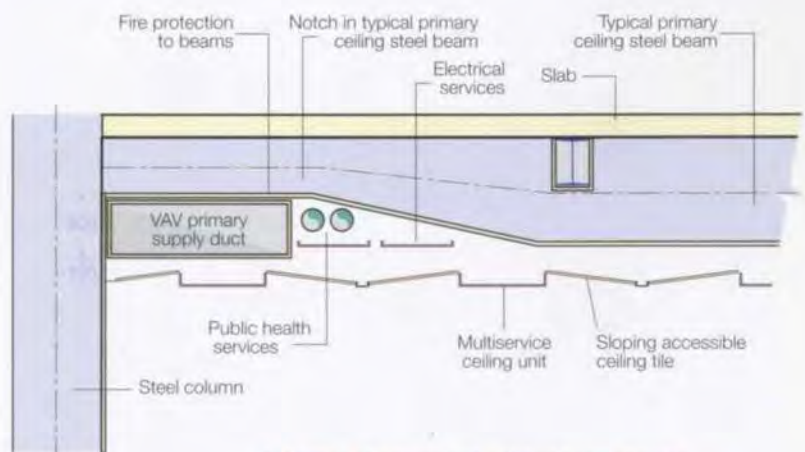 Fire protection
to beams
Notch in typical primary
ceiling steel beam
Typical primary
ceiling steel beam
Electrical
services
Slab
VAV primary
supply duct
Public health
services
Multiservice
ceiling unit
Sloping accessible
ceiling tile
Steel column